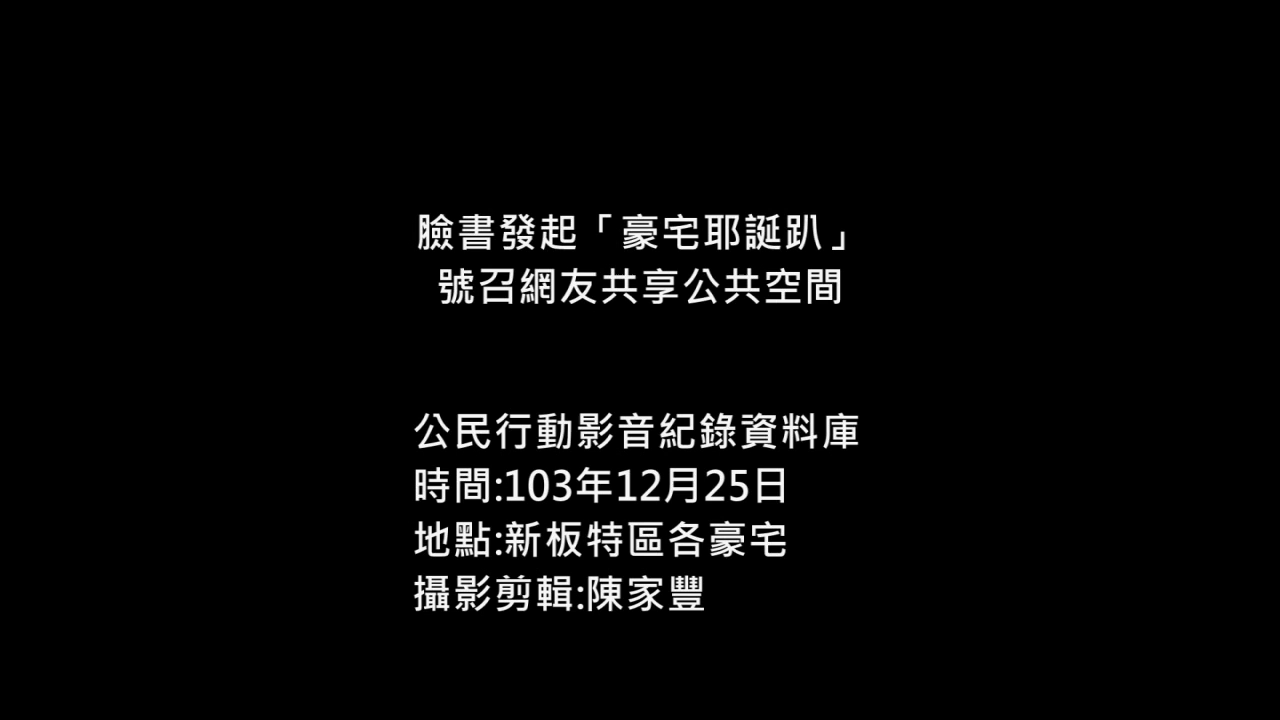 臉書發起「豪宅耶誕趴」
號召網友共享公共空間
公民行動影音紀錄資料庫
時間:103年12月25日
地點:新板特區各豪宅
攝影剪輯:陳家豐